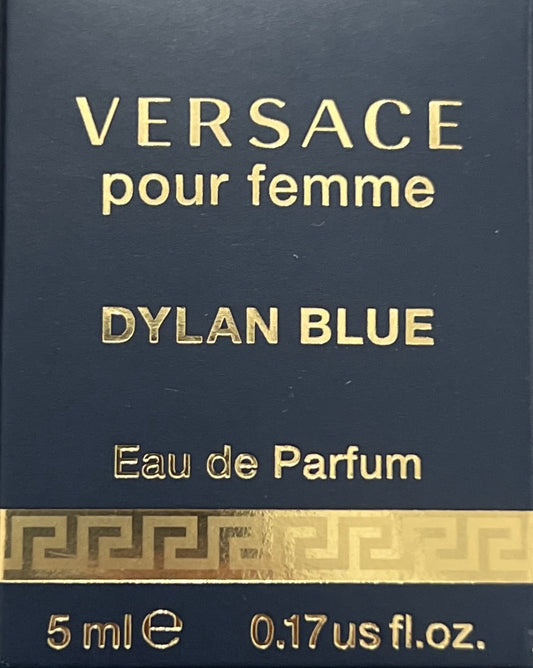 VERSACE
pour femme
DYLAN BLUE
Eau de Parfum
5 ml ℮ 0.17 us fl.oz.